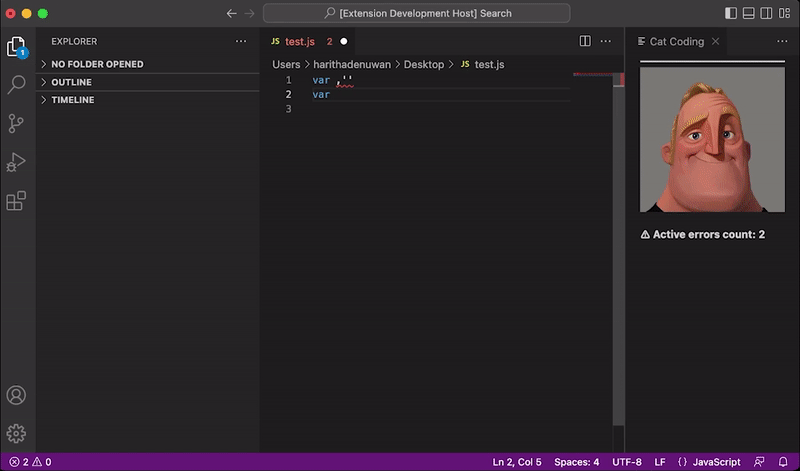 [Extension Development Host] Search
EXPLORER
1
NO FOLDER OPENED
OUTLINE
TIMELINE
JS test.js 2
Users > harithadenuwan > Desktop > JS test.js
1 var ,''
2 var
3
Cat Coding
⚠ Active errors count: 2
2 0
Ln 2, Col 5 Spaces: 4 UTF-8 LF {} JavaScript